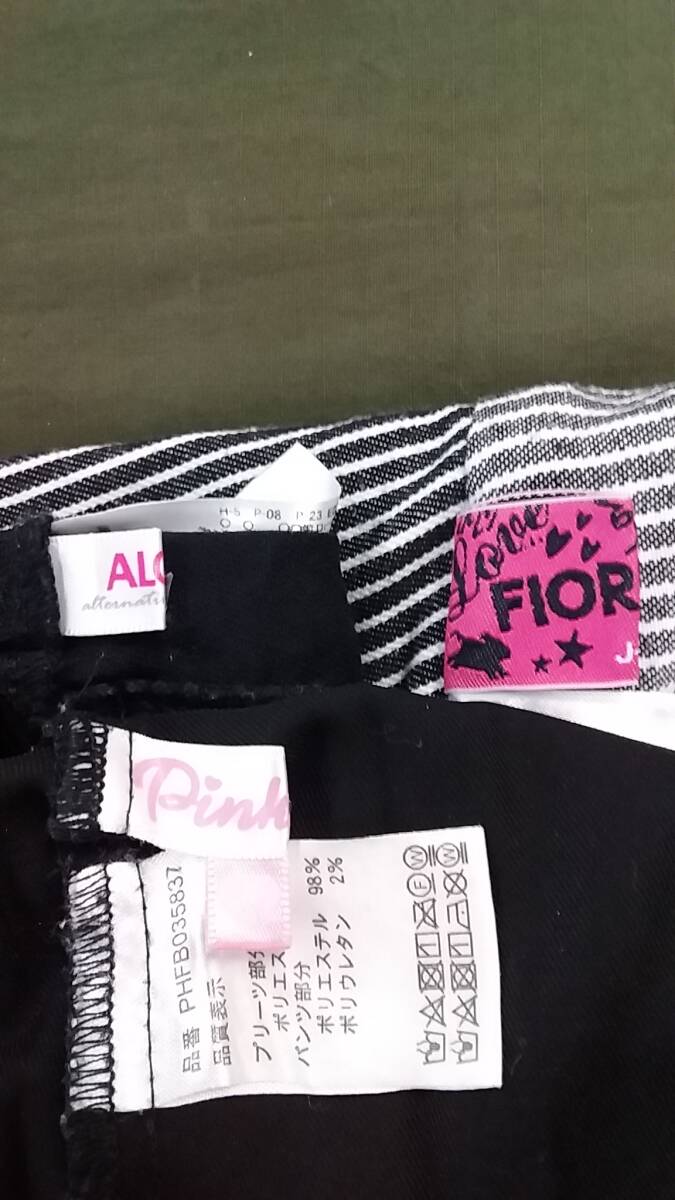 H-5 P-08 P 23
ALO
alternati
Love
FIOR
J
Pink
品番 PHFB035837
品質表示
プリーツ部分
ポリエス
パンツ部分
ポリエステル 98%
ポリウレタン 2%